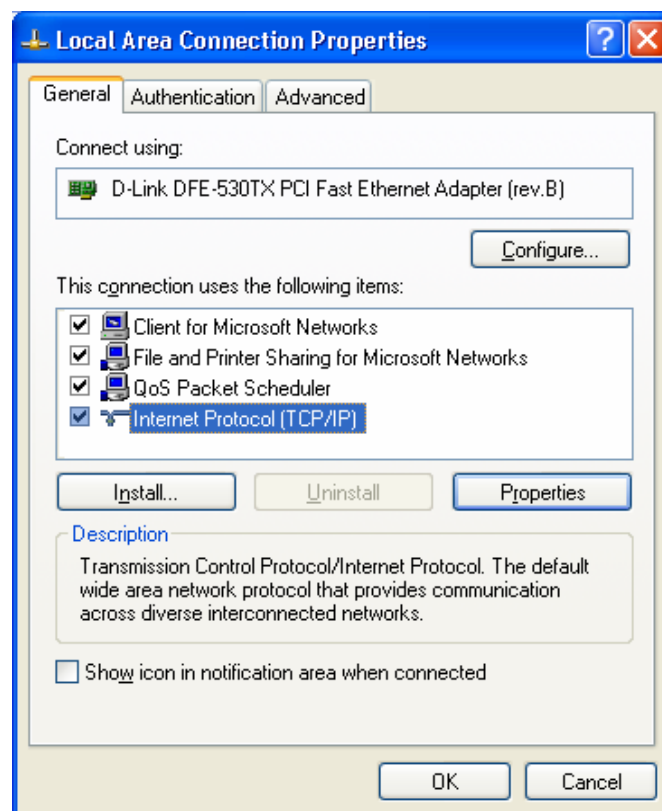 Local Area Connection Properties
General Authentication Advanced
Connect using:
D-Link DFE-530TX PCI Fast Ethernet Adapter (rev.B)
Configure...
This connection uses the following items:
Client for Microsoft Networks
File and Printer Sharing for Microsoft Networks
QoS Packet Scheduler
Internet Protocol (TCP/IP)
Install... Uninstall Properties
Description
Transmission Control Protocol/Internet Protocol. The default
wide area network protocol that provides communication
across diverse interconnected networks.
Show icon in notification area when connected
OK Cancel